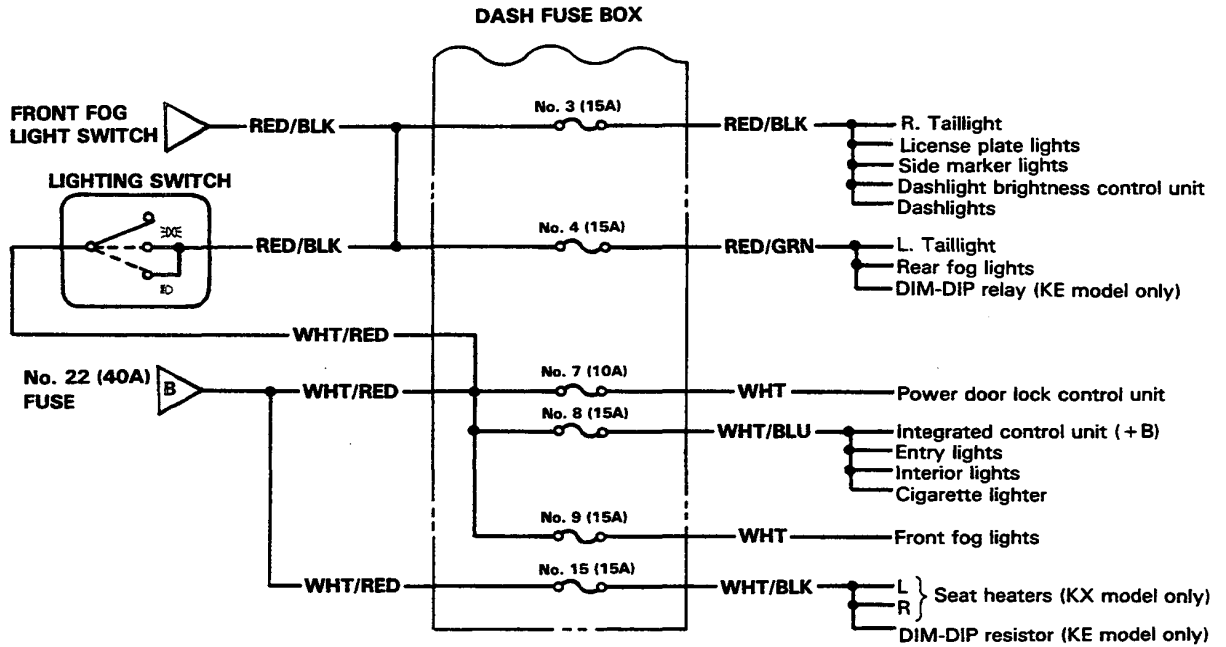 DASH FUSE BOX
FRONT FOG
LIGHT SWITCH
RED/BLK
No. 3 (15A)
RED/BLK
R. Taillight
License plate lights
Side marker lights
Dashlight brightness control unit
Dashlights
LIGHTING SWITCH
RED/BLK
No. 4 (15A)
RED/GRN
L. Taillight
Rear fog lights
DIM-DIP relay (KE model only)
WHT/RED
No. 22 (40A)
FUSE
B
WHT/RED
No. 7 (10A)
WHT
Power door lock control unit
No. 8 (15A)
WHT/BLU
Integrated control unit (+B)
Entry lights
Interior lights
Cigarette lighter
No. 9 (15A)
WHT
Front fog lights
WHT/RED
No. 15 (15A)
WHT/BLK
L
R
Seat heaters (KX model only)
DIM-DIP resistor (KE model only)